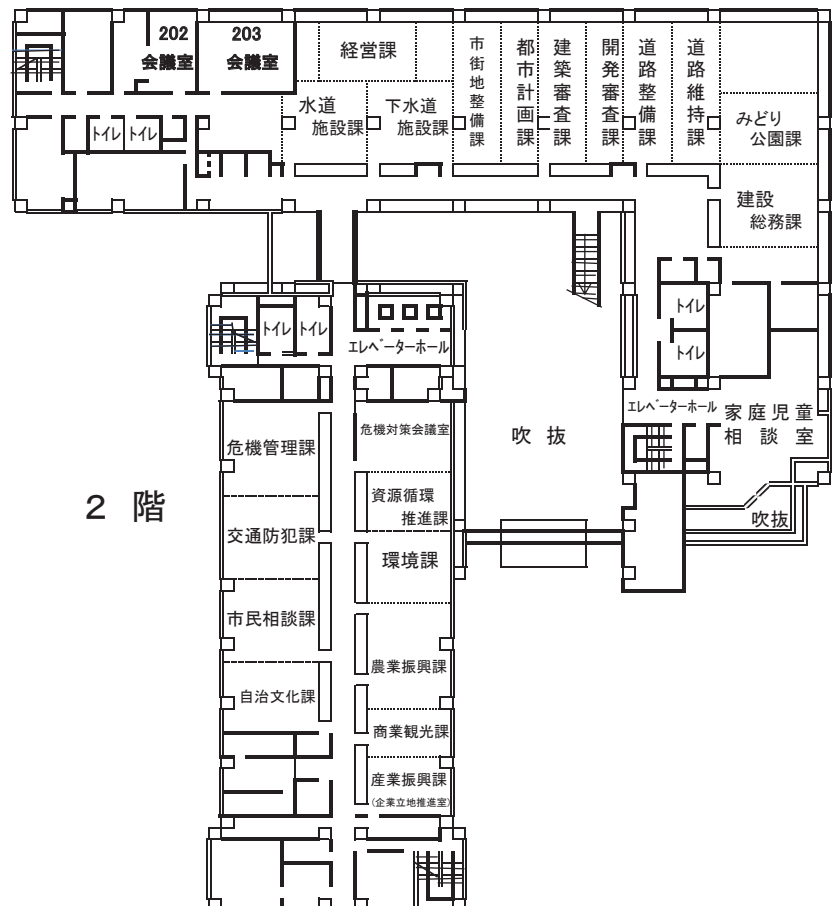 202
会議室
203
会議室
経営課
市街地整備課
都市計画課
建築審査課
開発審査課
道路整備課
道路維持課
水道
施設課
下水道
施設課
みどり
公園課
トイレ
トイレ
建設
総務課
トイレ
トイレ
トイレ
トイレ
エレベーターホール
エレベーターホール
家庭児童
相談室
危機管理課
危機対策会議室
吹抜
資源循環
推進課
2階
吹抜
交通防犯課
環境課
市民相談課
農業振興課
自治文化課
商業観光課
産業振興課
(企業立地推進室)